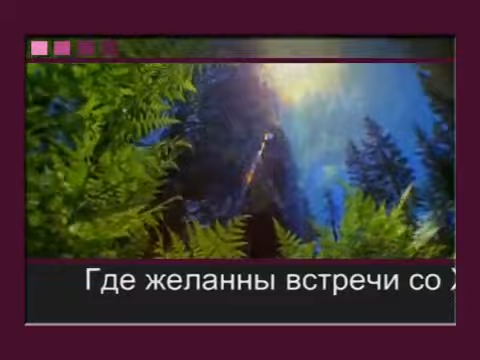 Где желанны встречи со